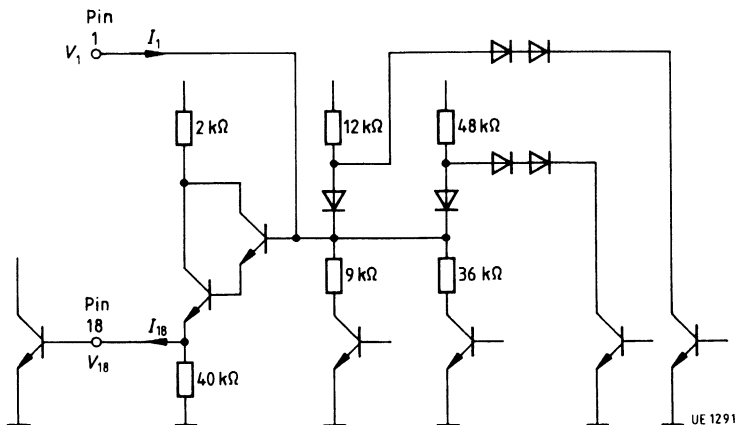 Pin
1
V₁
I₁
2 kΩ
12 kΩ
48 kΩ
9 kΩ
36 kΩ
Pin
18
V₁₈
I₁₈
40 kΩ
UE 1291